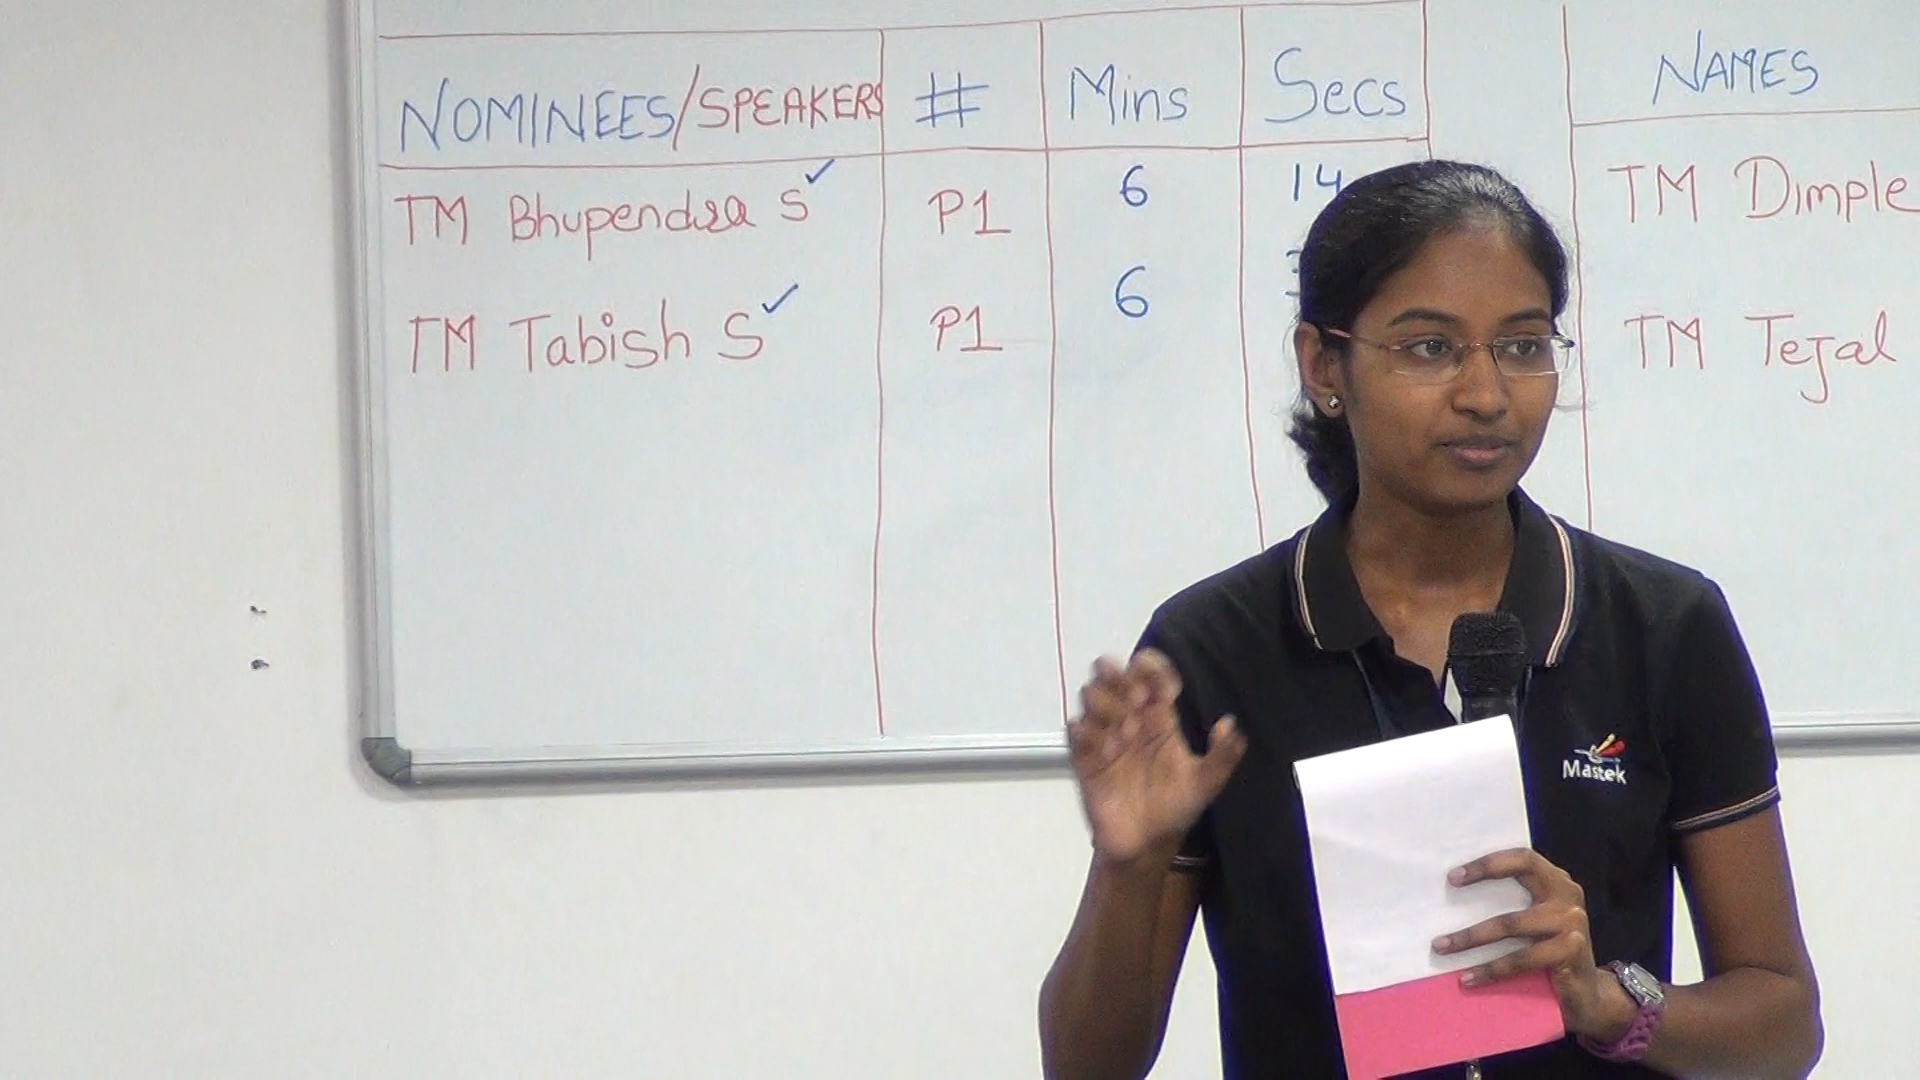 NOMINEES/SPEAKERS # Mins Secs
TM Bhupendra S ✓ P1 6 14
TM Tabish S ✓ P1 6
NAMES
TM Dimple
TM Tejal
Mastek